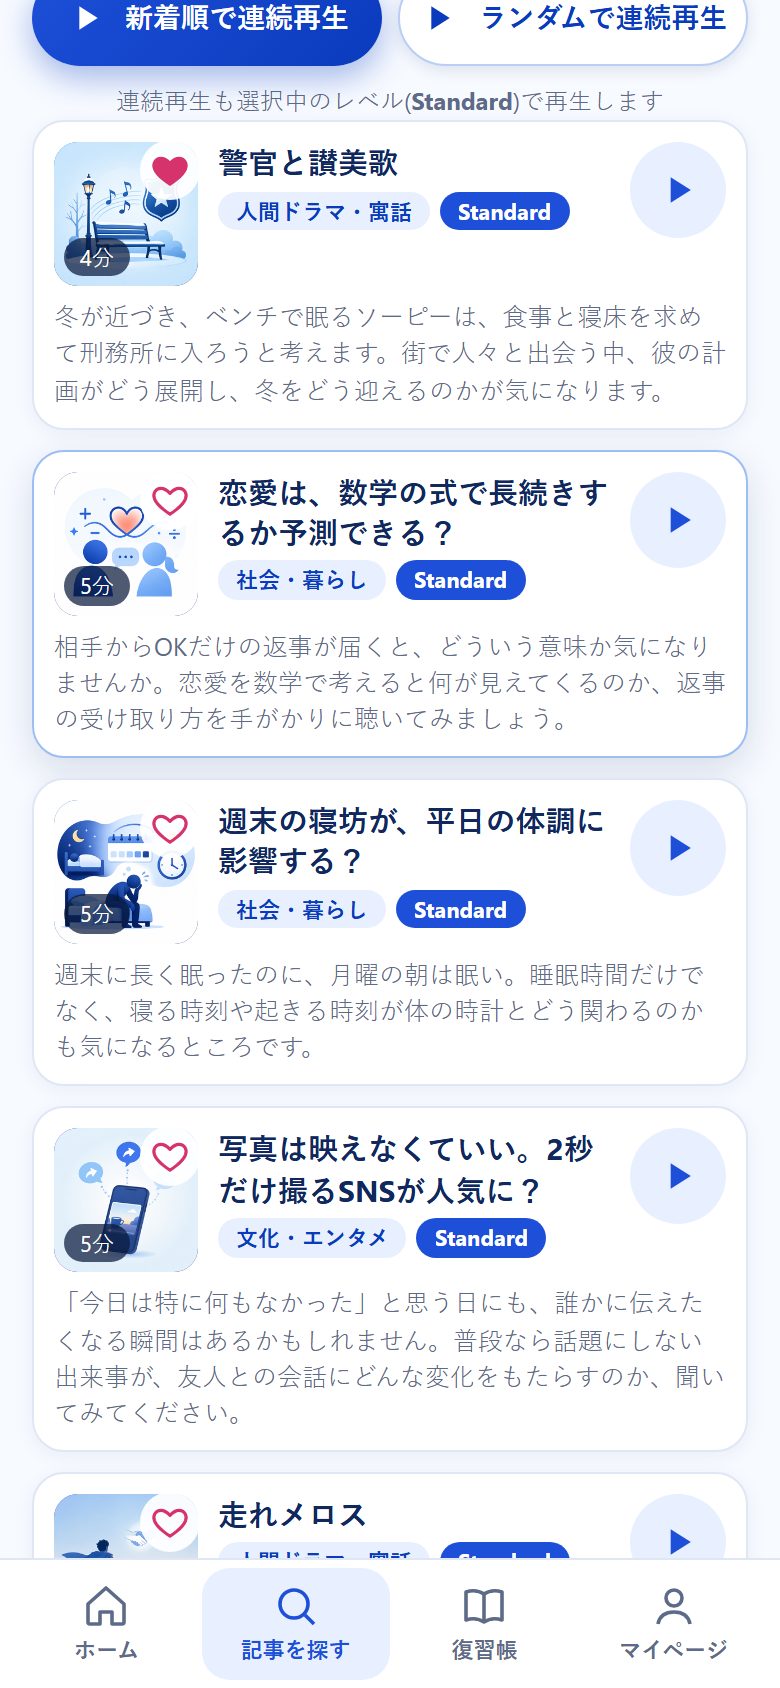 新着順で連続再生
ランダムで連続再生
連続再生も選択中のレベル(Standard)で再生します
4分
警官と讃美歌
人間ドラマ・寓話
Standard
冬が近づき、ベンチで眠るソーピーは、食事と寝床を求め
て刑務所に入ろうと考えます。街で人々と出会う中、彼の計
画がどう展開し、冬をどう迎えるのかが気になります。
5分
恋愛は、数学の式で長続きす
るか予測できる？
社会・暮らし
Standard
相手からOKだけの返事が届くと、どういう意味か気になり
ませんか。恋愛を数学で考えると何が見えてくるのか、返事
の受け取り方を手がかりに聴いてみましょう。
5分
週末の寝坊が、平日の体調に
影響する？
社会・暮らし
Standard
週末に長く眠ったのに、月曜の朝は眠い。睡眠時間だけで
なく、寝る時刻や起きる時刻が体の時計とどう関わるのか
も気になるところです。
5分
写真は映えなくていい。2秒
だけ撮るSNSが人気に？
文化・エンタメ
Standard
「今日は特に何もなかった」と思う日にも、誰かに伝えた
くなる瞬間はあるかもしれません。普段なら話題にしない
出来事が、友人との会話にどんな変化をもたらすのか、聞い
てみてください。
走れメロス
人間ドラマ・寓話
Standard
ホーム
記事を探す
復習帳
マイページ